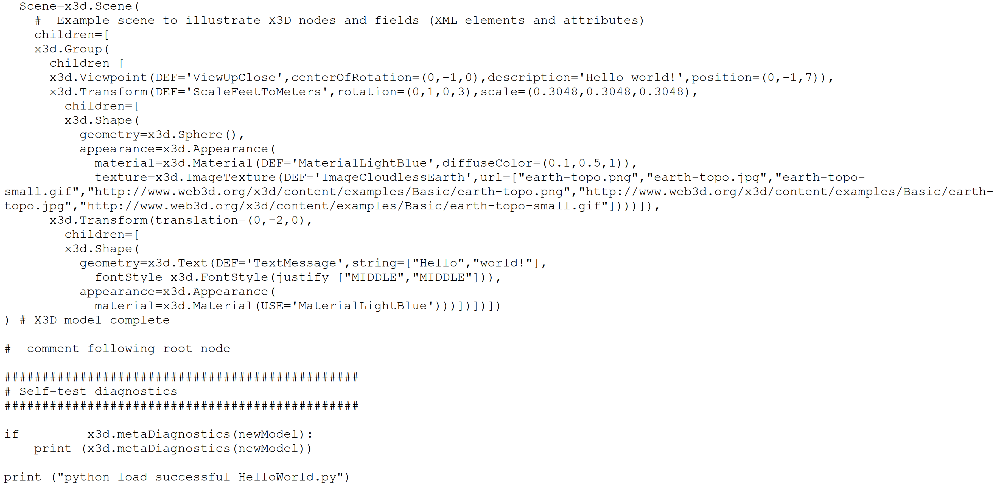 Scene=x3d.Scene(
    #  Example scene to illustrate X3D nodes and fields (XML elements and attributes)
    children=[
    x3d.Group(
      children=[
      x3d.Viewpoint(DEF='ViewUpClose',centerOfRotation=(0,-1,0),description='Hello world!',position=(0,-1,7)),
      x3d.Transform(DEF='ScaleFeetToMeters',rotation=(0,1,0,3),scale=(0.3048,0.3048,0.3048),
        children=[
        x3d.Shape(
          geometry=x3d.Sphere(),
          appearance=x3d.Appearance(
            material=x3d.Material(DEF='MaterialLightBlue',diffuseColor=(0.1,0.5,1)),
            texture=x3d.ImageTexture(DEF='ImageCloudlessEarth',url=["earth-topo.png","earth-topo.jpg","earth-topo-
small.gif","http://www.web3d.org/x3d/content/examples/Basic/earth-topo.png","http://www.web3d.org/x3d/content/examples/Basic/earth-
topo.jpg","http://www.web3d.org/x3d/content/examples/Basic/earth-topo-small.gif"])))]),
      x3d.Transform(translation=(0,-2,0),
        children=[
        x3d.Shape(
          geometry=x3d.Text(DEF='TextMessage',string=["Hello","world!"],
            fontStyle=x3d.FontStyle(justify=["MIDDLE","MIDDLE"])),
          appearance=x3d.Appearance(
            material=x3d.Material(USE='MaterialLightBlue')))])])])
) # X3D model complete

#  comment following root node

###############################################
# Self-test diagnostics
###############################################

if         x3d.metaDiagnostics(newModel):
    print (x3d.metaDiagnostics(newModel))

print ("python load successful HelloWorld.py")